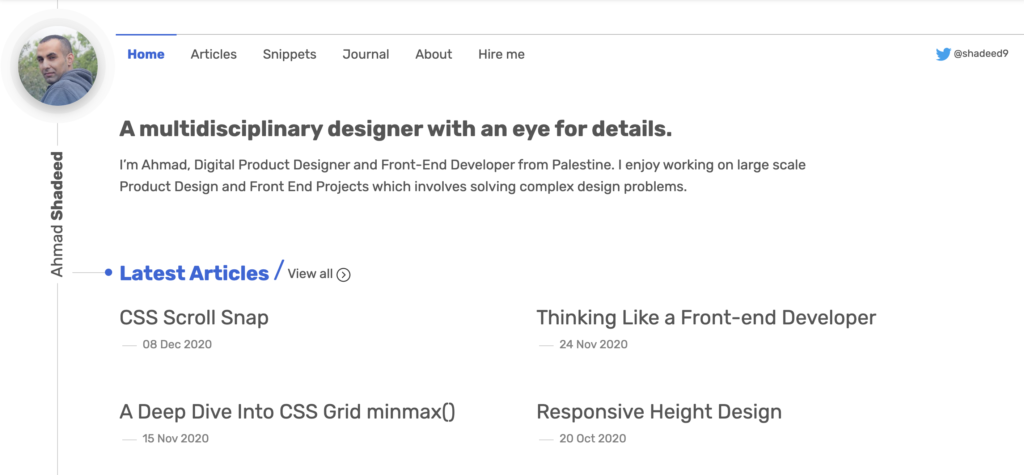 Home Articles Snippets Journal About Hire me @shadeed9
Ahmad Shadeed
A multidisciplinary designer with an eye for details.
I’m Ahmad, Digital Product Designer and Front-End Developer from Palestine. I enjoy working on large scale
Product Design and Front End Projects which involves solving complex design problems.
Latest Articles / View all
CSS Scroll Snap
08 Dec 2020
Thinking Like a Front-end Developer
24 Nov 2020
A Deep Dive Into CSS Grid minmax()
15 Nov 2020
Responsive Height Design
20 Oct 2020